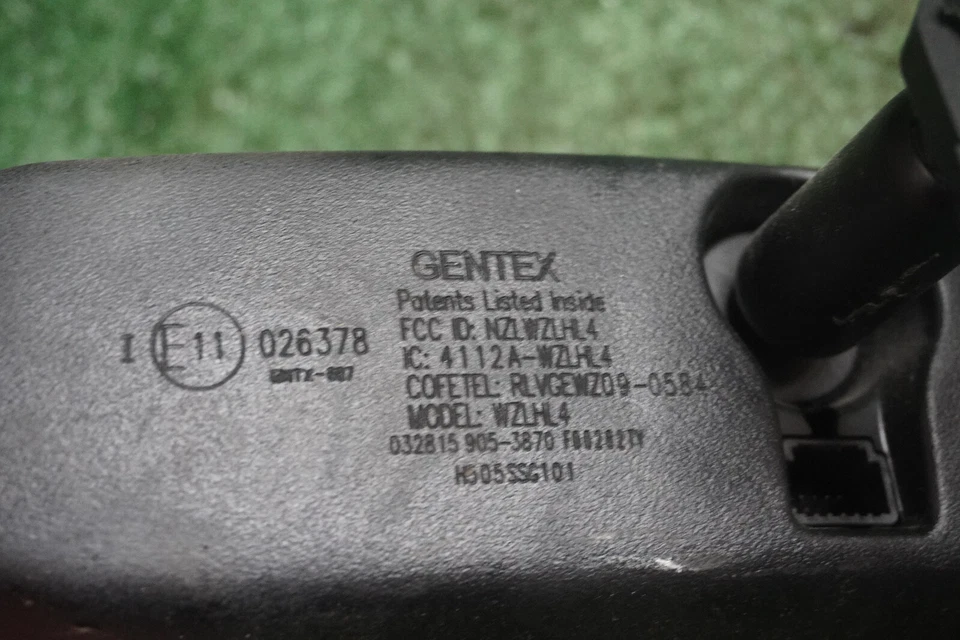 GENTEX
Patents Listed Inside
FCC ID: NZLWZLHL4
IC: 4112A-WZLHL4
COFETEL: RLVGEWZ09-0584
MODEL: WZLHL4
032815 905-3870
H505SSG101
I E11 026378